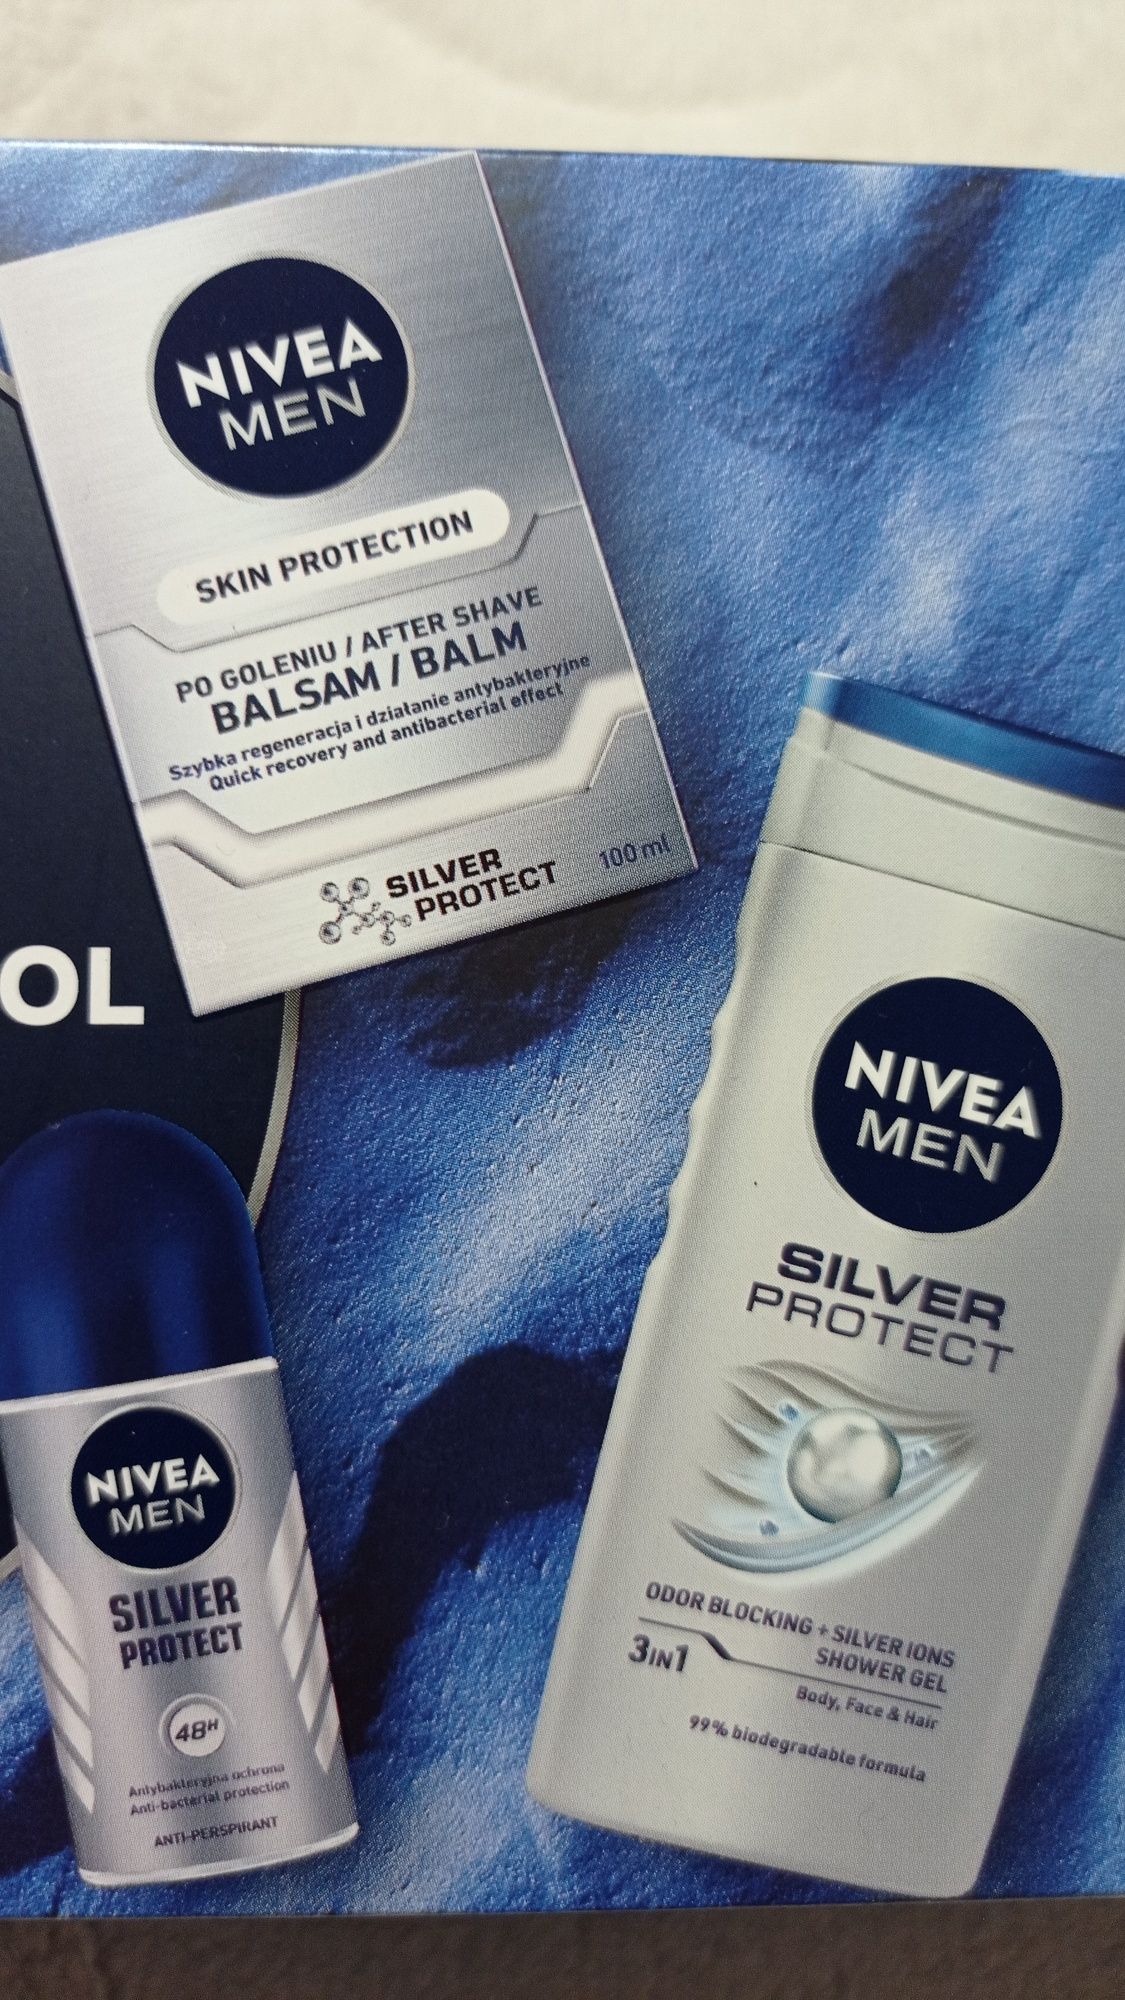 NIVEA
MEN
SKIN PROTECTION
PO GOLENIU / AFTER SHAVE
BALSAM / BALM
Szybka regeneracja i działanie antybakteryjne
Quick recovery and antibacterial effect
SILVER
PROTECT
100 ml
OL
NIVEA
MEN
SILVER
PROTECT
ODOR BLOCKING + SILVER IONS
3IN1
SHOWER GEL
Body, Face & Hair
99% biodegradable formula
NIVEA
MEN
SILVER
PROTECT
48H
Antybakteryjna ochrona
Anti-bacterial protection
ANTI-PERSPIRANT